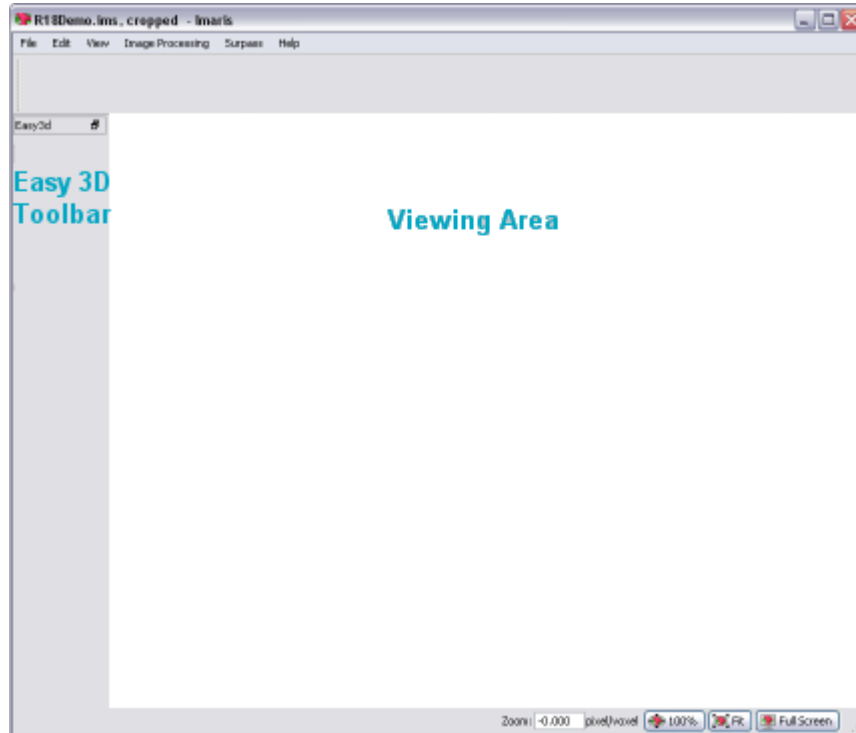 R18Demo.ims, cropped - Imaris
File Edit View Image Processing Surpass Help
Easy3d
Easy 3D
Toolbar
Viewing Area
Zoom: -0.000 pixel/voxel 100% Fit Full Screen